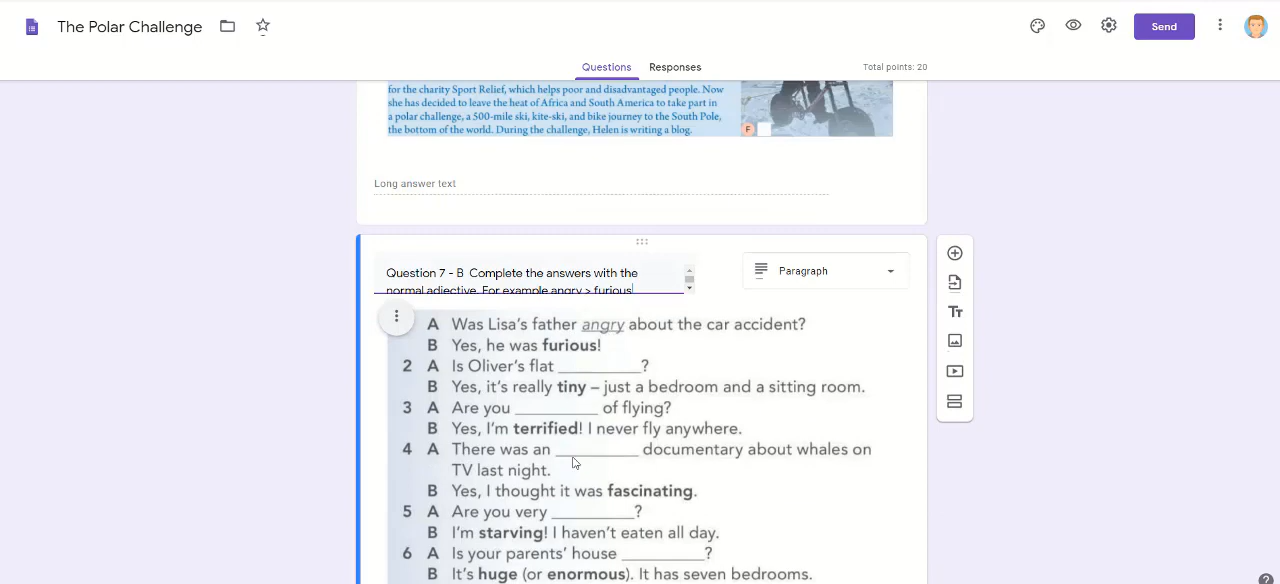 The Polar Challenge
Send
Questions Responses Total points: 20
for the charity Sport Relief, which helps poor and disadvantaged people. Now
she has decided to leave the heat of Africa and South America to take part in
a polar challenge, a 500-mile ski, kite-ski, and bike journey to the South Pole,
the bottom of the world. During the challenge, Helen is writing a blog.
F
Long answer text
Question 7 - B Complete the answers with the
normal adjective. For example angry > furious
Paragraph
A Was Lisa's father angry about the car accident?
B Yes, he was furious!
2 A Is Oliver's flat __________?
B Yes, it's really tiny – just a bedroom and a sitting room.
3 A Are you __________ of flying?
B Yes, I'm terrified! I never fly anywhere.
4 A There was an __________ documentary about whales on
TV last night.
B Yes, I thought it was fascinating.
5 A Are you very __________?
B I'm starving! I haven't eaten all day.
6 A Is your parents' house __________?
B It's huge (or enormous). It has seven bedrooms.